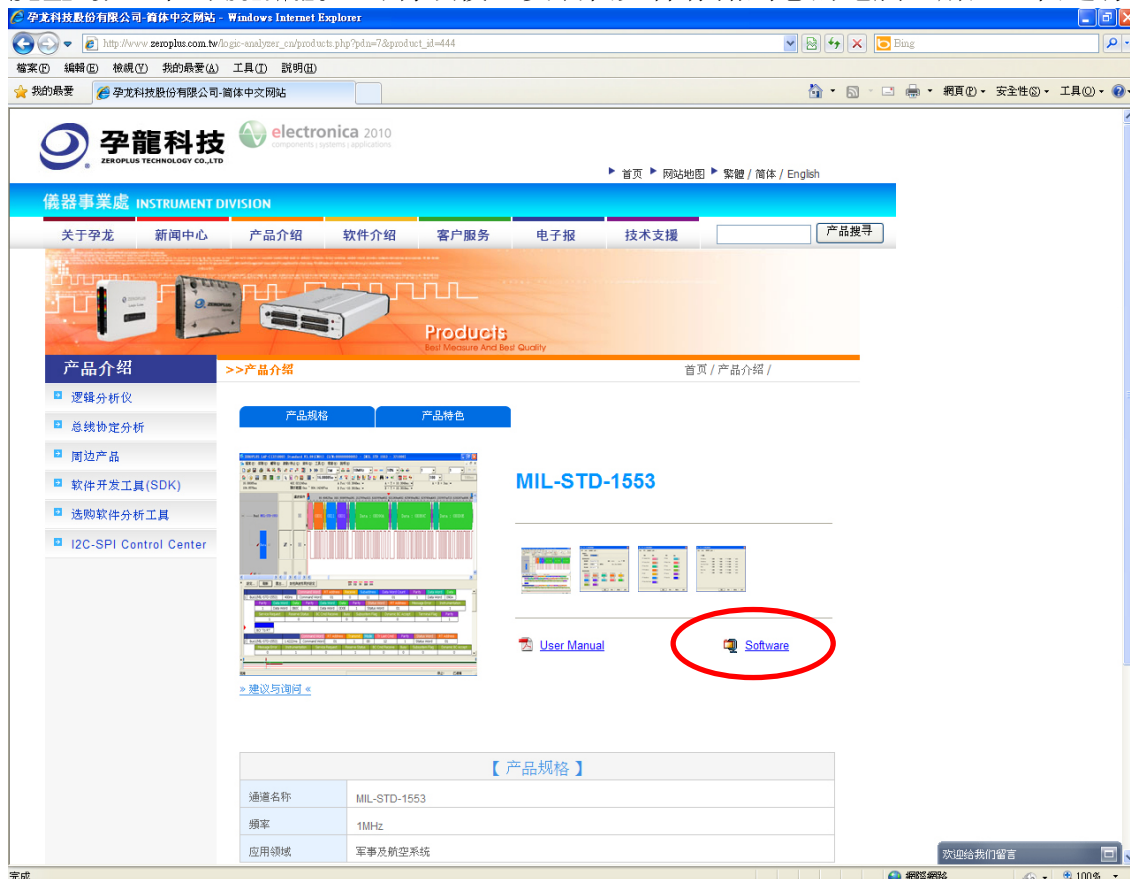 孕龙科技股份有限公司-简体中文网站 - Windows Internet Explorer
http://www.zeroplus.com.tw/logic-analyzer_cn/products.php?pdn=7&product_id=444
Bing
檔案(F) 編輯(E) 檢視(V) 我的最愛(A) 工具(T) 說明(H)
我的最愛 孕龙科技股份有限公司-简体中文网站 網頁(P) 安全性(S) 工具(O)
孕龍科技
ZEROPLUS TECHNOLOGY CO.,LTD
electronica 2010
components | systems | applications
首页 网站地图 繁體 / 简体 / English
儀器事業處 INSTRUMENT DIVISION
关于孕龙 新闻中心 产品介绍 软件介绍 客户服务 电子报 技术支援 产品搜寻
Products
Best Measure And Best Quality
产品介绍
>>产品介绍 首页 / 产品介绍 /
逻辑分析仪
总线协定分析
周边产品
软件开发工具(SDK)
选购软件分析工具
I2C-SPI Control Center
产品规格 产品特色
MIL-STD-1553
User Manual Software
» 建议与询问 «
【 产品规格 】
通道名称 MIL-STD-1553
频率 1MHz
应用领域 军事及航空系统
欢迎给我们留言
完成 網際網路 100%